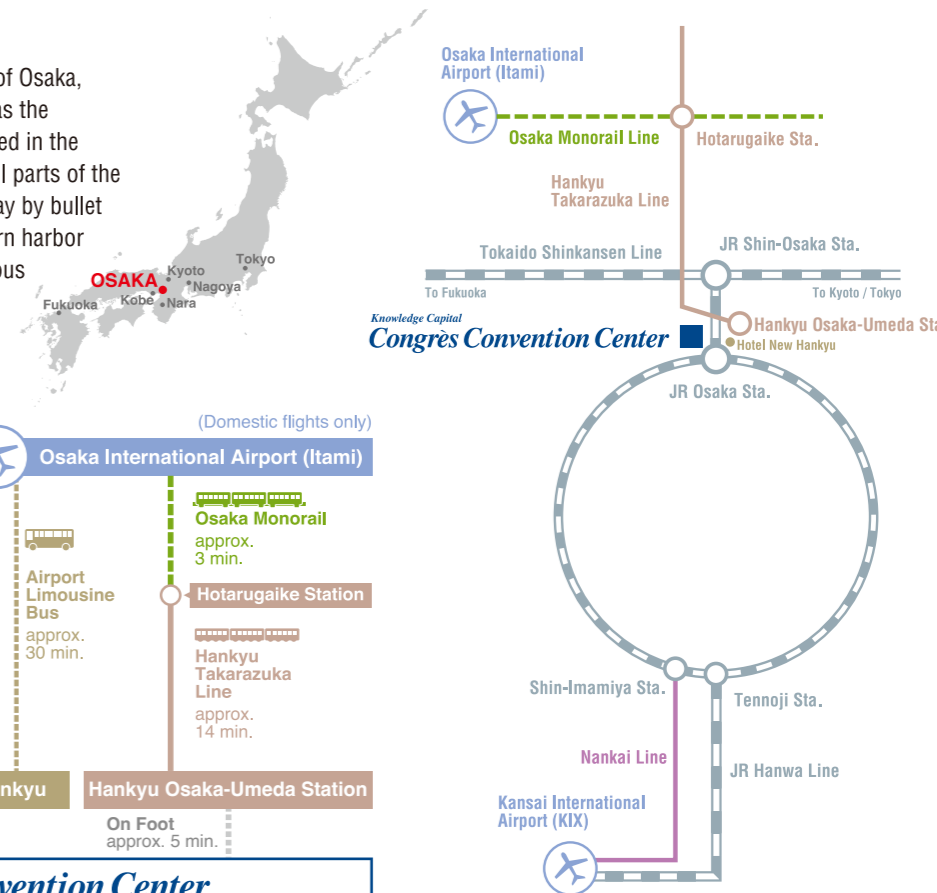 of Osaka,
as the
ed in the
l parts of the
ay by bullet
rn harbor
ous
OSAKA
Kyoto
Tokyo
Nagoya
Kobe
Nara
Fukuoka
Osaka International
Airport (Itami)
Osaka Monorail Line
Hotarugaike Sta.
Hankyu
Takarazuka Line
Tokaido Shinkansen Line
JR Shin-Osaka Sta.
To Fukuoka
To Kyoto / Tokyo
Knowledge Capital
Congrès Convention Center
Hankyu Osaka-Umeda Sta
Hotel New Hankyu
JR Osaka Sta.
Shin-Imamiya Sta.
Tennoji Sta.
Nankai Line
JR Hanwa Line
Kansai International
Airport (KIX)
(Domestic flights only)
Osaka International Airport (Itami)
Osaka Monorail
approx.
3 min.
Airport
Limousine
Bus
approx.
30 min.
Hotarugaike Station
Hankyu
Takarazuka
Line
approx.
14 min.
nkyu
Hankyu Osaka-Umeda Station
On Foot
approx. 5 min.
vention Center